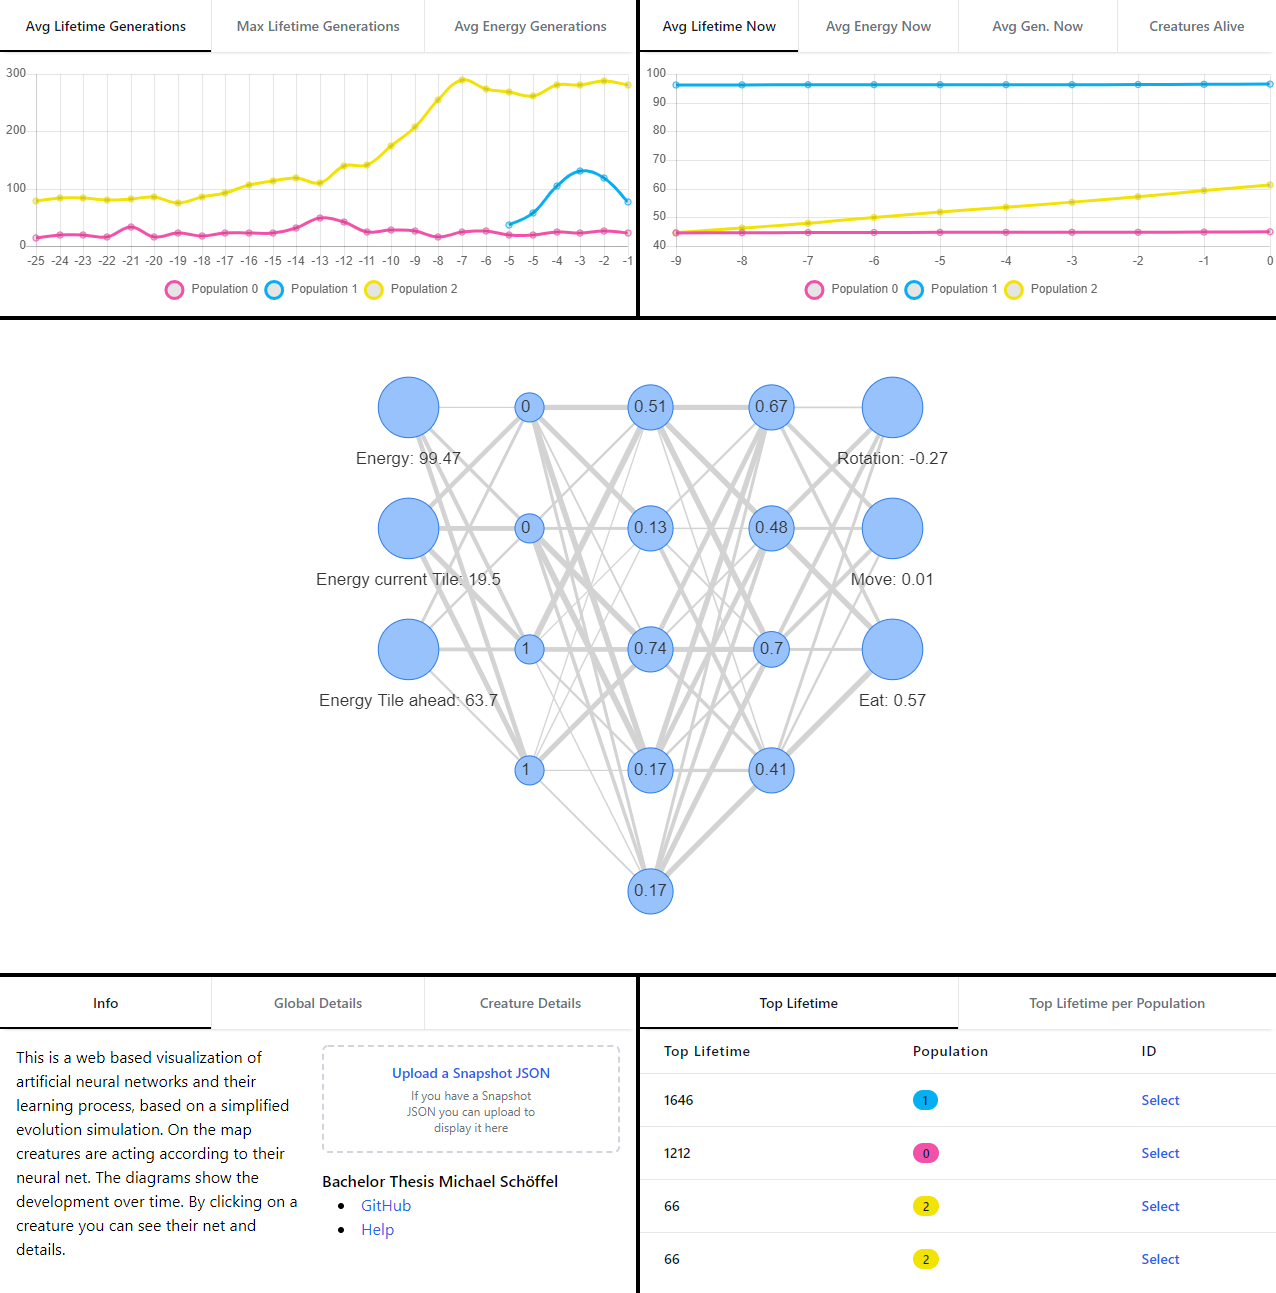 Avg Lifetime Generations
Max Lifetime Generations
Avg Energy Generations
300
200
100
0
-25 -24 -23 -22 -21 -20 -19 -18 -17 -16 -15 -14 -13 -12 -11 -10 -9 -8 -7 -6 -5 -5 -4 -3 -2 -1
Population 0 Population 1 Population 2
Avg Lifetime Now
Avg Energy Now
Avg Gen. Now
Creatures Alive
100
90
80
70
60
50
40
-9 -8 -7 -6 -5 -4 -3 -2 -1 0
Population 0 Population 1 Population 2
0 0.51 0.67
Energy: 99.47 Rotation: -0.27
0 0.13 0.48
Energy current Tile: 19.5 Move: 0.01
1 0.74 0.7
Energy Tile ahead: 63.7 Eat: 0.57
1 0.17 0.41
0.17
Info
Global Details
Creature Details
This is a web based visualization of
artificial neural networks and their
learning process, based on a simplified
evolution simulation. On the map
creatures are acting according to their
neural net. The diagrams show the
development over time. By clicking on a
creature you can see their net and
details.
Upload a Snapshot JSON
If you have a Snapshot
JSON you can upload to
display it here
Bachelor Thesis Michael Schöffel
GitHub
Help
Top Lifetime
Top Lifetime per Population
Top Lifetime Population ID
1646 1 Select
1212 0 Select
66 2 Select
66 2 Select